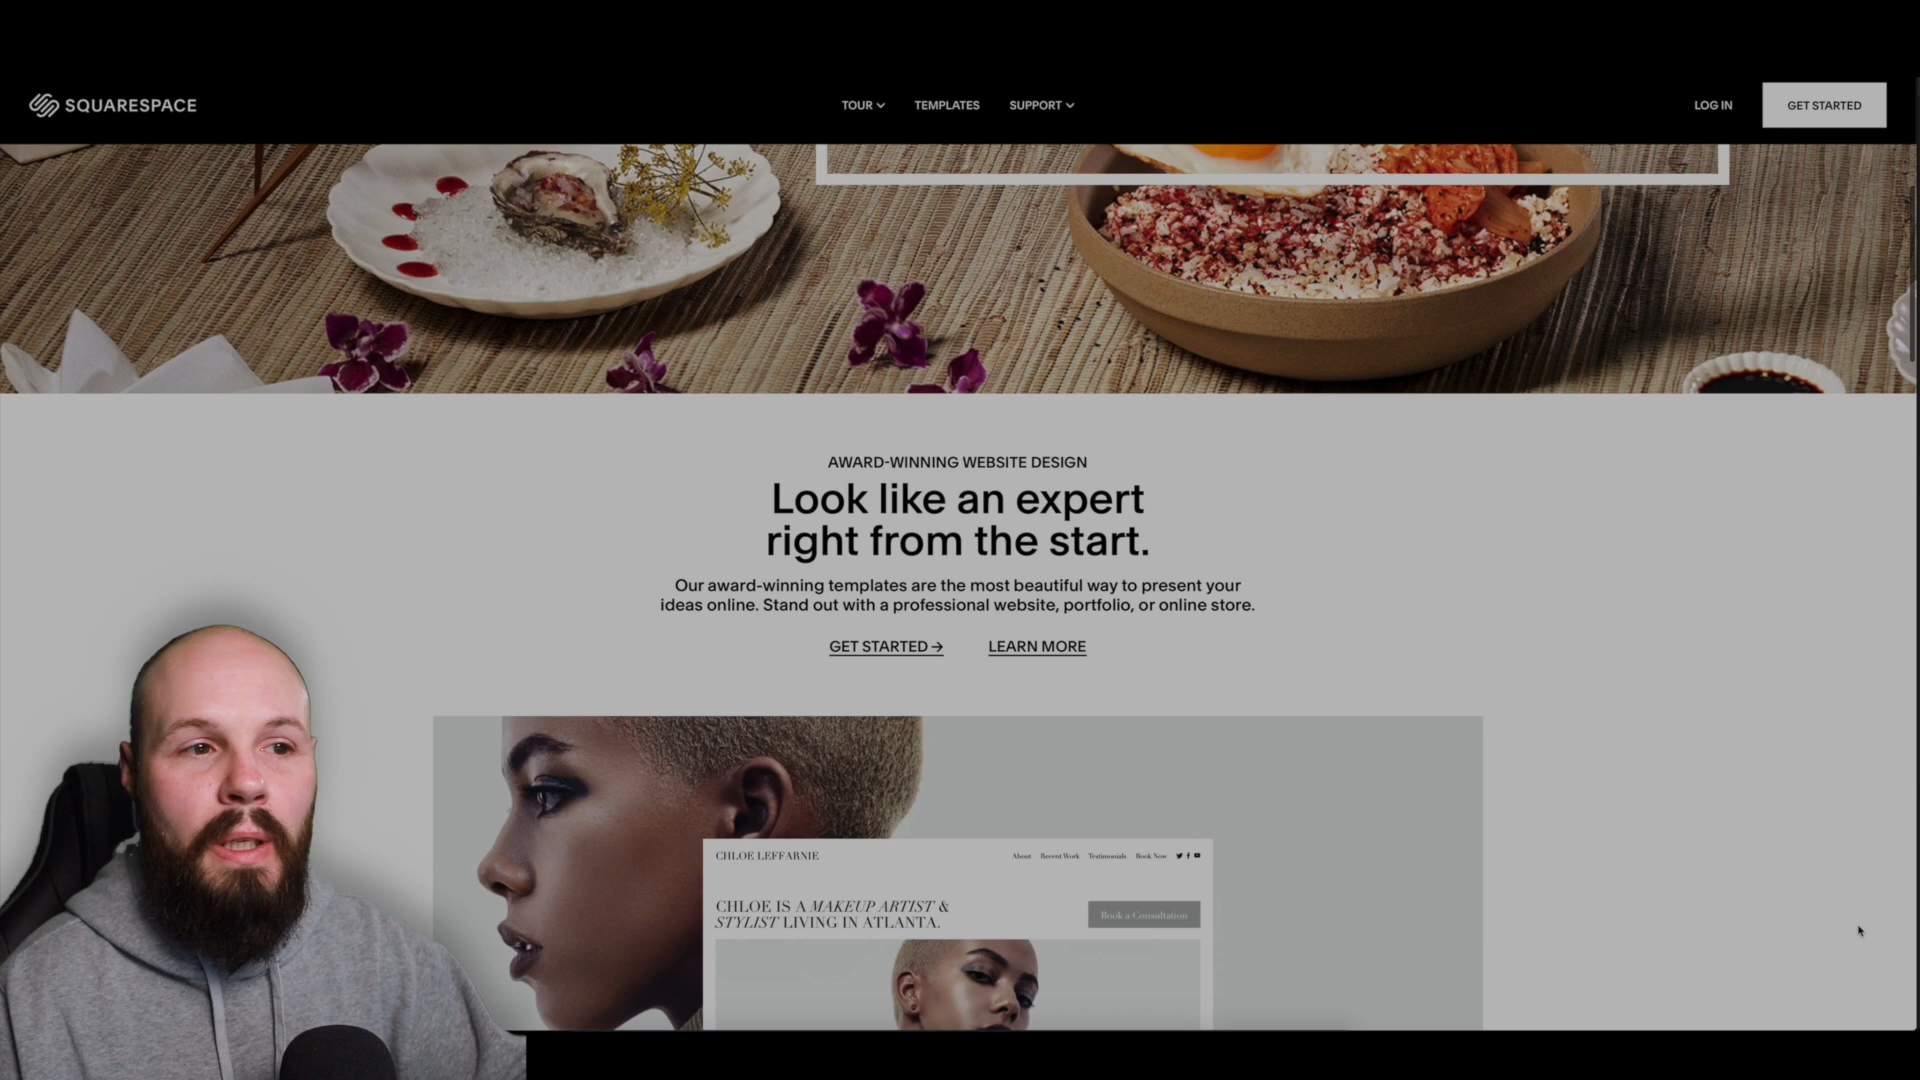 SQUARESPACE
TOUR TEMPLATES SUPPORT
LOG IN
GET STARTED
AWARD-WINNING WEBSITE DESIGN
Look like an expert
right from the start.
Our award-winning templates are the most beautiful way to present your
ideas online. Stand out with a professional website, portfolio, or online store.
GET STARTED → LEARN MORE
CHLOE LEFFARNIE
About Recent Work Testimonials Book Now
CHLOE IS A MAKEUP ARTIST &
STYLIST LIVING IN ATLANTA.
Book a Consultation